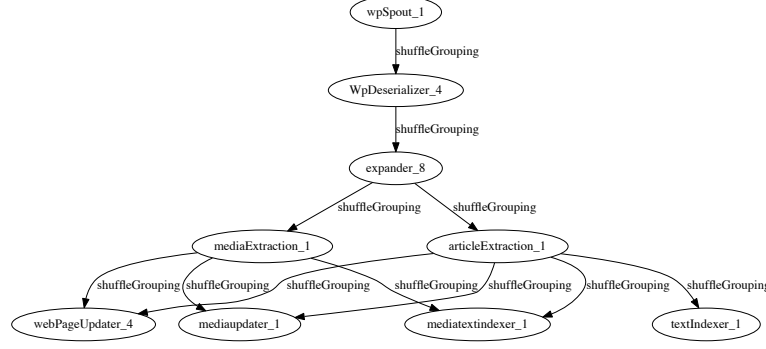 wpSpout_1
shuffleGrouping
WpDeserializer_4
shuffleGrouping
expander_8
shuffleGrouping
shuffleGrouping
mediaExtraction_1
articleExtraction_1
shuffleGrouping
shuffleGrouping
shuffleGrouping
shuffleGrouping
shuffleGrouping
shuffleGrouping
shuffleGrouping
webPageUpdater_4
mediaupdater_1
mediatextindexer_1
textIndexer_1